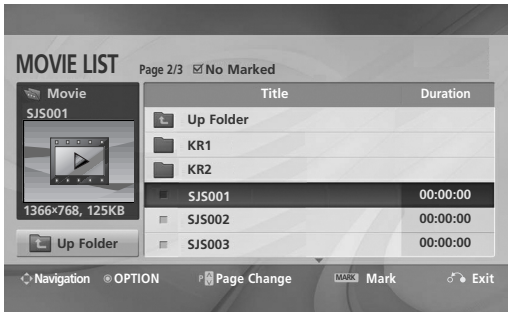 MOVIE LIST Page 2/3 No Marked
Movie
SJS001
1366×768, 125KB
Up Folder
Title Duration
Up Folder
KR1
KR2
SJS001 00:00:00
SJS002 00:00:00
SJS003 00:00:00
Navigation OPTION P Page Change MARK Mark Exit